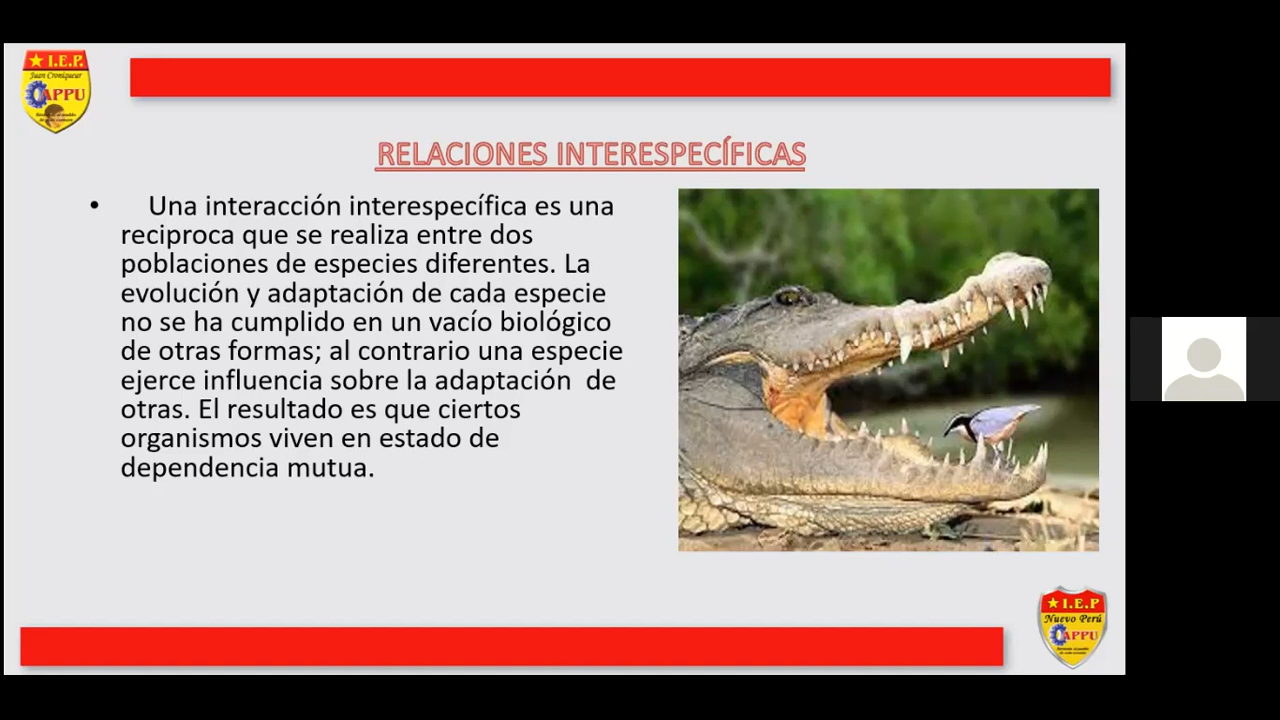 ★ I.E.P.
Juan Croniqueur
CAPPU
RELACIONES INTERESPECÍFICAS
• Una interacción interespecífica es una
reciproca que se realiza entre dos
poblaciones de especies diferentes. La
evolución y adaptación de cada especie
no se ha cumplido en un vacío biológico
de otras formas; al contrario una especie
ejerce influencia sobre la adaptación de
otras. El resultado es que ciertos
organismos viven en estado de
dependencia mutua.
★ I.E.P
Nuevo Perú
CAPPU